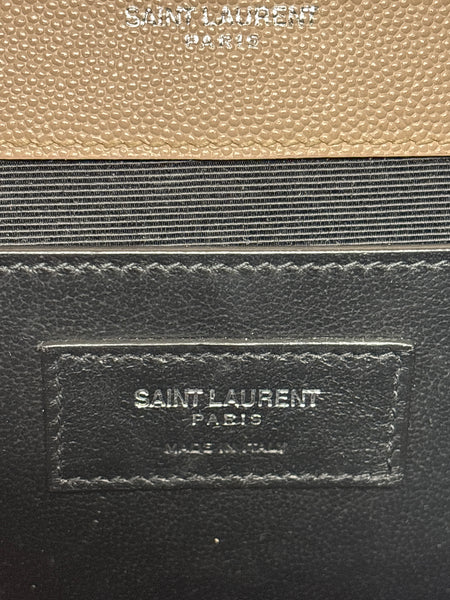 SAINT LAURENT
PARIS
SAINT LAURENT
PARIS
MADE IN ITALY